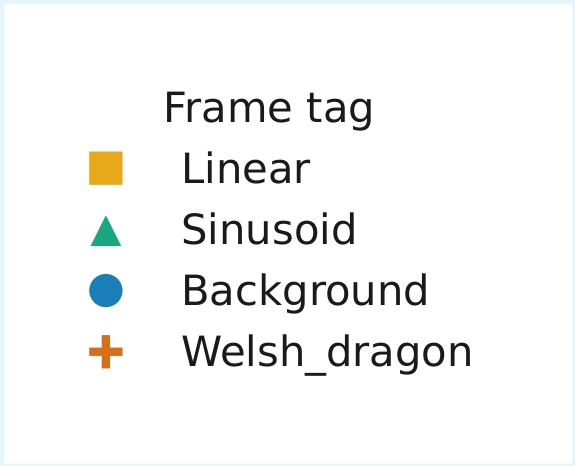 Frame tag
Linear
Sinusoid
Background
Welsh_dragon